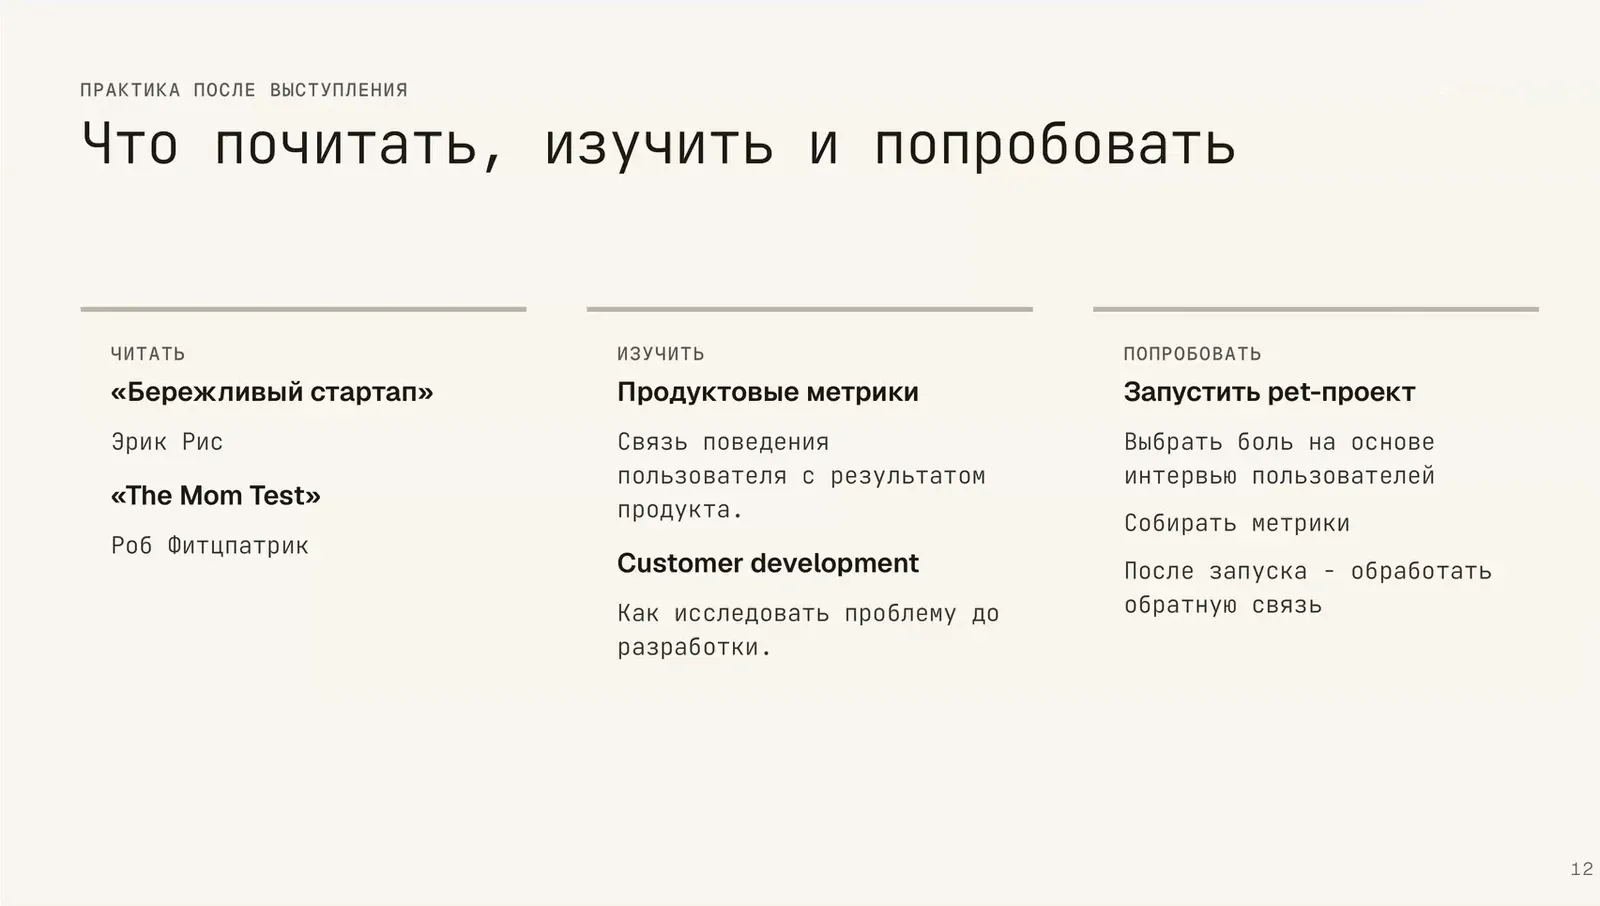 ПРАКТИКА ПОСЛЕ ВЫСТУПЛЕНИЯ
Что почитать, изучить и попробовать
ЧИТАТЬ
«Бережливый стартап»
Эрик Рис
«The Mom Test»
Роб Фитцпатрик
ИЗУЧИТЬ
Продуктовые метрики
Связь поведения
пользователя с результатом
продукта.
Customer development
Как исследовать проблему до
разработки.
ПОПРОБОВАТЬ
Запустить pet-проект
Выбрать боль на основе
интервью пользователей
Собирать метрики
После запуска - обработать
обратную связь
12